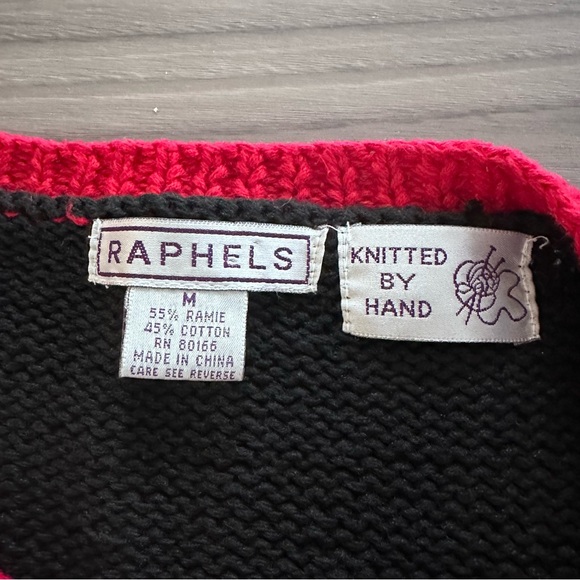 RAPHELS
M
55% RAMIE
45% COTTON
RN 80166
MADE IN CHINA
CARE SEE REVERSE
KNITTED
BY
HAND